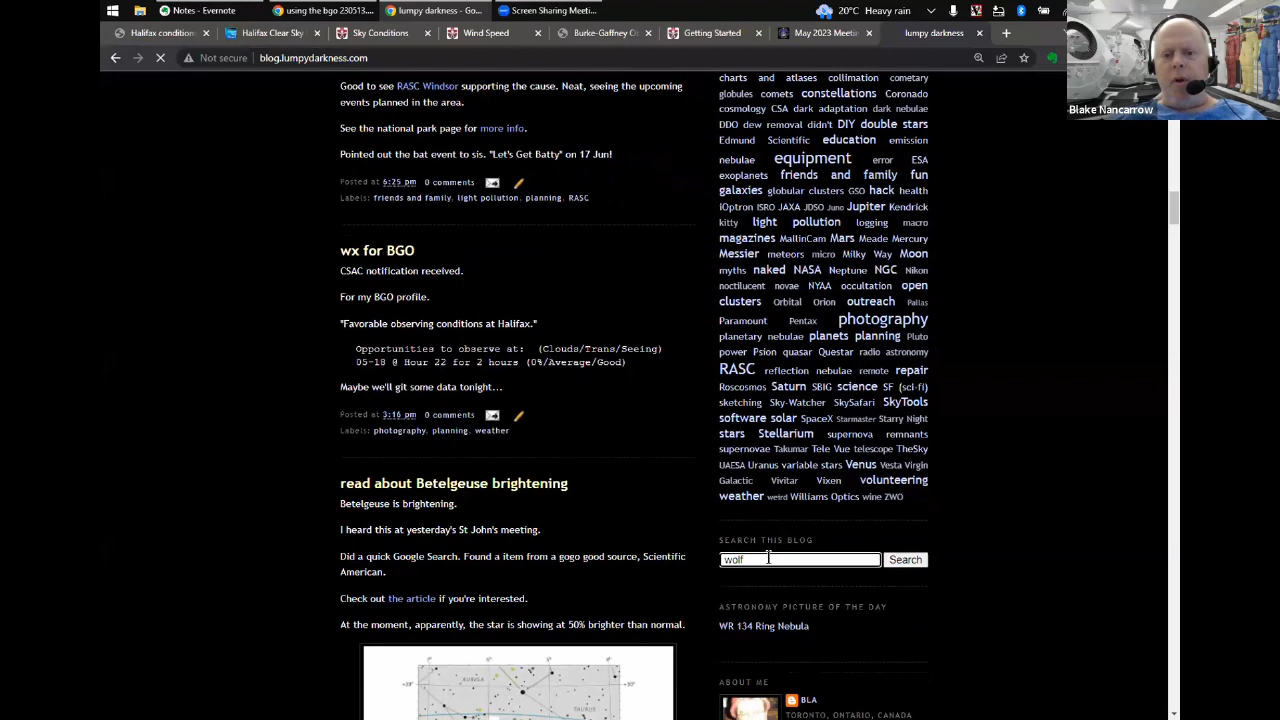 Notes - Evernote
using the bgo 230513....
lumpy darkness - Go...
Screen Sharing Meeti...
20°C Heavy rain
Halifax condition
Halifax Clear Sky
Sky Conditions
Wind Speed
Burke-Gaffney O
Getting Started
May 2023 Meeti
lumpy darkness
Not secure
blog.lumpydarkness.com
Blake Nancarrow
Good to see RASC Windsor supporting the cause. Neat, seeing the upcoming
events planned in the area.
See the national park page for more info.
Pointed out the bat event to sis. "Let's Get Batty" on 17 Jun!
Posted at 6:25 pm 0 comments
Labels: friends and family, light pollution, planning, RASC
wx for BGO
CSAC notification received.
For my BGO profile.
"Favorable observing conditions at Halifax."
Opportunities to observe at: (Clouds/Trans/Seeing)
05-18 @ Hour 22 for 2 hours (0%/Average/Good)
Maybe we'll git some data tonight...
Posted at 3:16 pm 0 comments
Labels: photography, planning, weather
read about Betelgeuse brightening
Betelgeuse is brightening.
I heard this at yesterday's St John's meeting.
Did a quick Google Search. Found a item from a gogo good source, Scientific
American.
Check out the article if you're interested.
At the moment, apparently, the star is showing at 50% brighter than normal.
AURIGA
TAURUS
charts and atlases collimation cometary
globules comets constellations Coronado
cosmology CSA dark adaptation dark nebulae
DDO dew removal didn't DIY double stars
Edmund Scientific education emission
nebulae equipment error ESA
exoplanets friends and family fun
galaxies globular clusters GSO hack health
iOptron ISRO JAXA JDSO Juno Jupiter Kendrick
kitty light pollution logging macro
magazines MallinCam Mars Meade Mercury
Messier meteors micro Milky Way Moon
myths naked NASA Neptune NGC Nikon
noctilucent novae NYAA occultation open
clusters Orbital Orion outreach Pallas
Paramount Pentax photography
planetary nebulae planets planning Pluto
power Psion quasar Questar radio astronomy
RASC reflection nebulae remote repair
Roscosmos Saturn SBIG science SF (sci-fi)
sketching Sky-Watcher SkySafari SkyTools
software solar SpaceX Starmaster Starry Night
stars Stellarium supernova remnants
supernovae Takumar Tele Vue telescope TheSky
UAESA Uranus variable stars Venus Vesta Virgin
Galactic Vivitar Vixen volunteering
weather weird Williams Optics wine ZWO
SEARCH THIS BLOG
wolf
Search
ASTRONOMY PICTURE OF THE DAY
WR 134 Ring Nebula
ABOUT ME
BLA
TORONTO, ONTARIO, CANADA